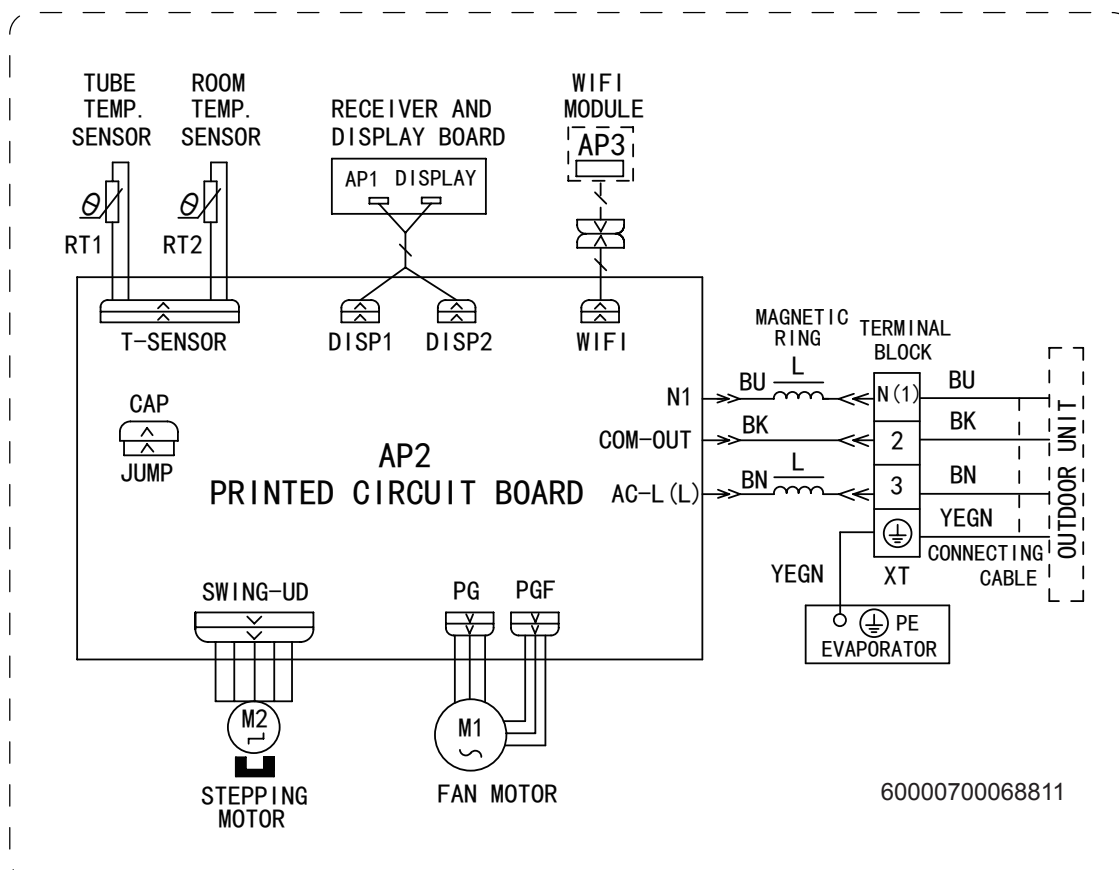 TUBE
TEMP.
SENSOR
ROOM
TEMP.
SENSOR
RECEIVER AND
DISPLAY BOARD
WIFI
MODULE
AP3
AP1 DISPLAY
RT1
RT2
T-SENSOR
DISP1
DISP2
WIFI
MAGNETIC
RING
TERMINAL
BLOCK
CAP
JUMP
AP2
PRINTED CIRCUIT BOARD
N1
BU
L
N(1)
BU
COM-OUT
BK
2
BK
AC-L(L)
BN
L
3
BN
YEGN
YEGN
XT
CONNECTING
CABLE
OUTDOOR UNIT
PE
EVAPORATOR
SWING-UD
PG
PGF
M2
M1
STEPPING
MOTOR
FAN MOTOR
60000700068811